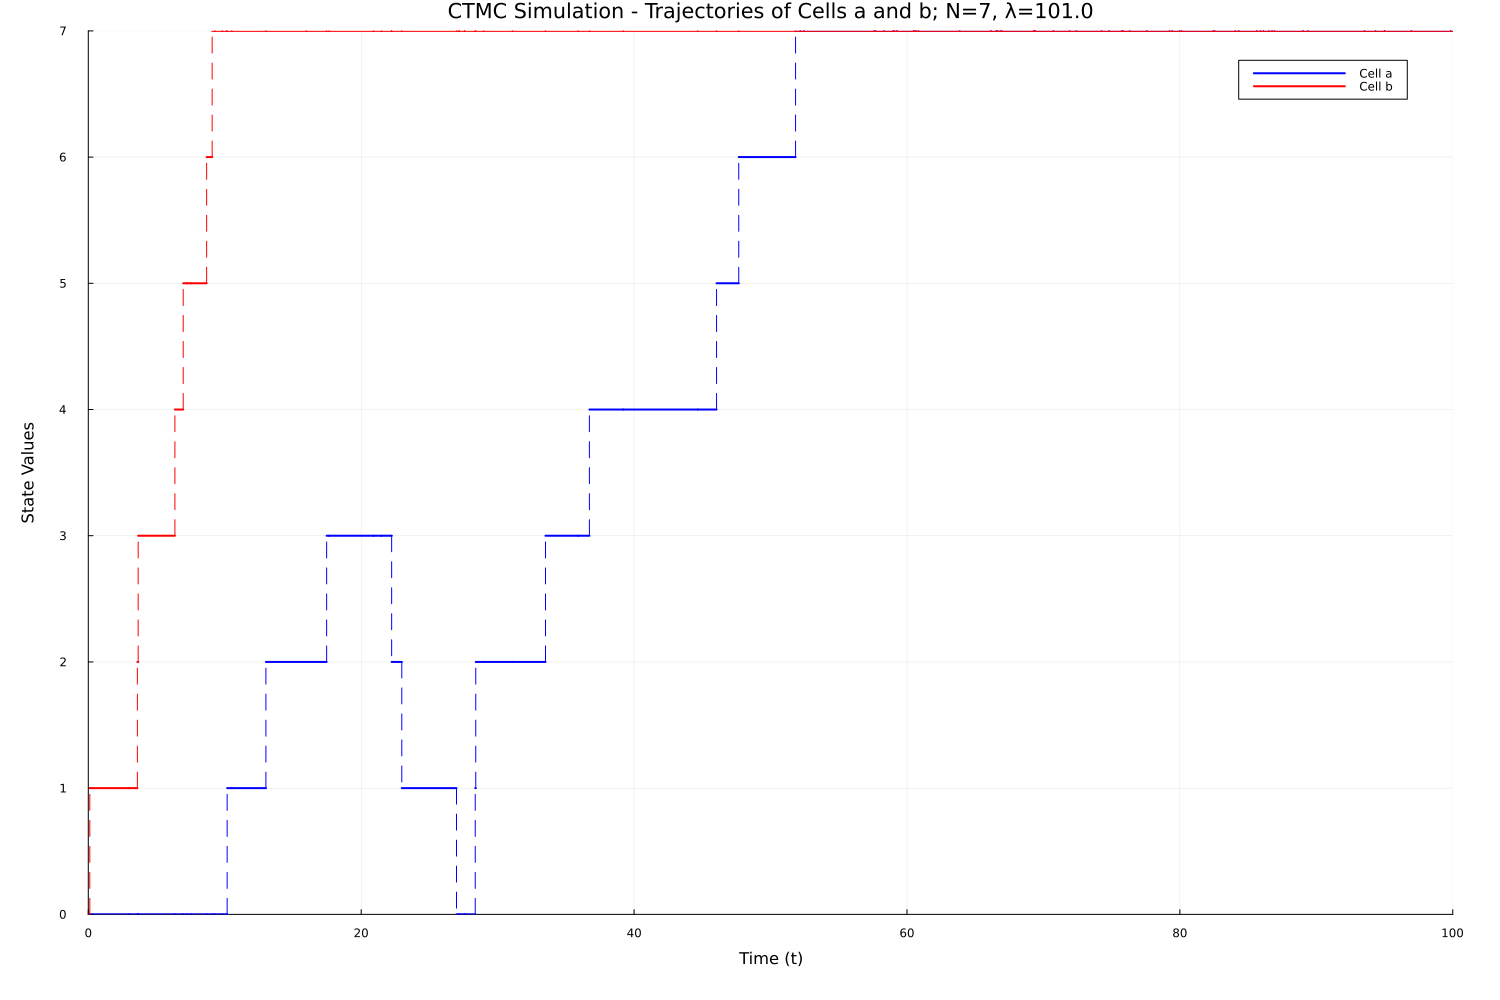 CTMC Simulation - Trajectories of Cells a and b; N=7, λ=101.0
7
Cell a
Cell b
6
5
4
State Values
3
2
1
0
0 20 40 60 80 100
Time (t)